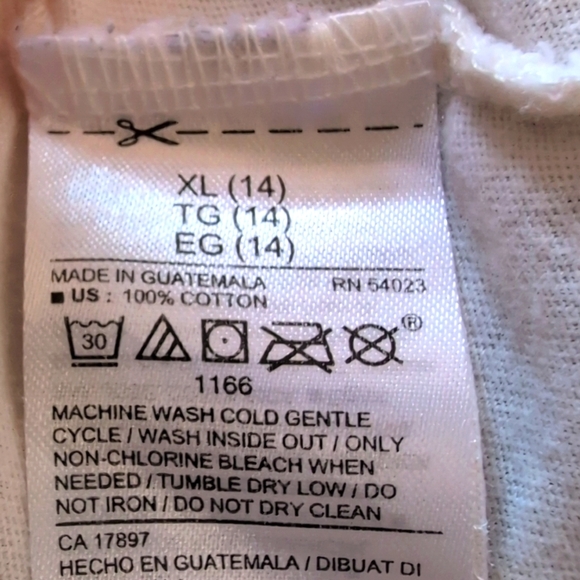 XL (14)
TG (14)
EG (14)
MADE IN GUATEMALA RN 54023
■ US : 100% COTTON
30 ®
1166
MACHINE WASH COLD GENTLE
CYCLE / WASH INSIDE OUT / ONLY
NON-CHLORINE BLEACH WHEN
NEEDED / TUMBLE DRY LOW / DO
NOT IRON / DO NOT DRY CLEAN
CA 17897
HECHO EN GUATEMALA / DIBUAT DI